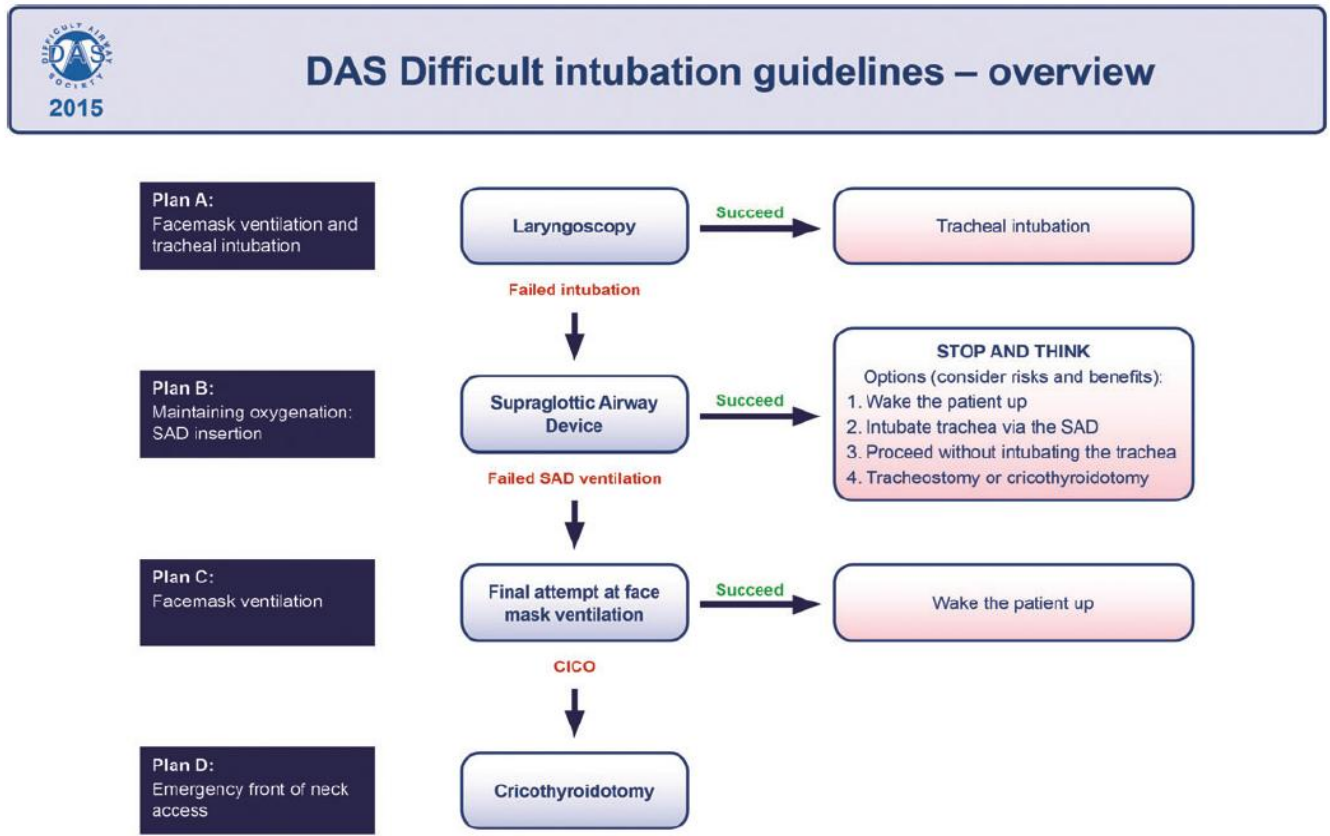 DIFFICULT AIRWAY SOCIETY
DAS
2015
DAS Difficult intubation guidelines – overview
Plan A:
Facemask ventilation and
tracheal intubation
Laryngoscopy
Succeed
Tracheal intubation
Failed intubation
Plan B:
Maintaining oxygenation:
SAD insertion
Supraglottic Airway
Device
Succeed
STOP AND THINK
Options (consider risks and benefits):
1. Wake the patient up
2. Intubate trachea via the SAD
3. Proceed without intubating the trachea
4. Tracheostomy or cricothyroidotomy
Failed SAD ventilation
Plan C:
Facemask ventilation
Final attempt at face
mask ventilation
Succeed
Wake the patient up
CICO
Plan D:
Emergency front of neck
access
Cricothyroidotomy